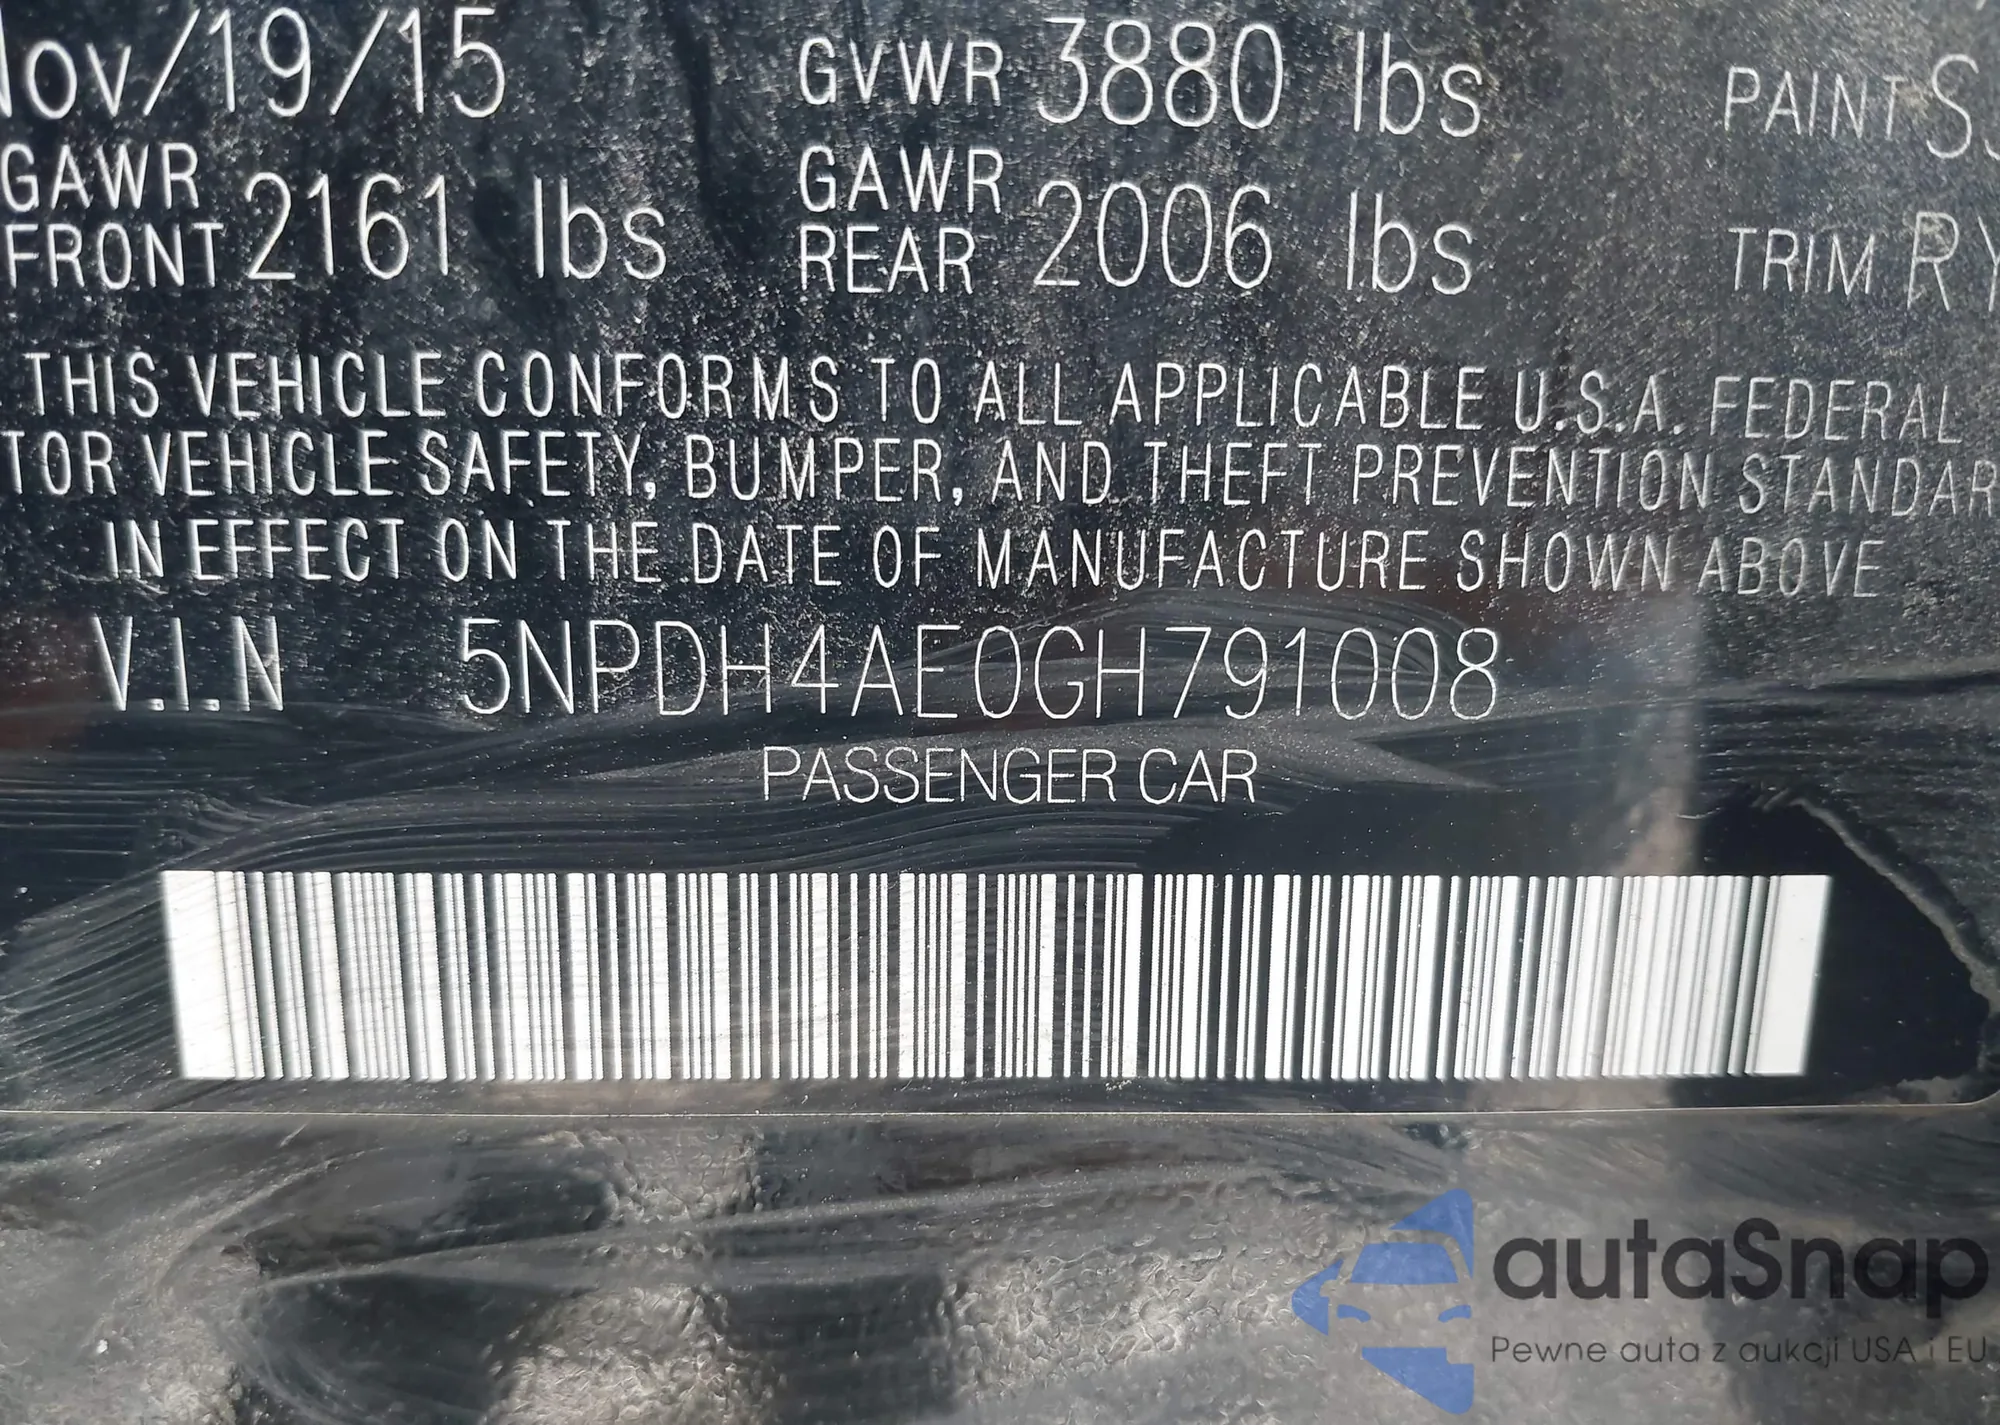 Nov/19/15 GVWR 3880 lbs PAINT S
GAWR FRONT 2161 lbs GAWR REAR 2006 lbs TRIM RY
THIS VEHICLE CONFORMS TO ALL APPLICABLE U.S.A. FEDERAL
TOR VEHICLE SAFETY, BUMPER, AND THEFT PREVENTION STANDAR
IN EFFECT ON THE DATE OF MANUFACTURE SHOWN ABOVE
V.I.N 5NPDH4AE0GH791008
PASSENGER CAR
autaSnap
Pewne auta z aukcji USA i EU